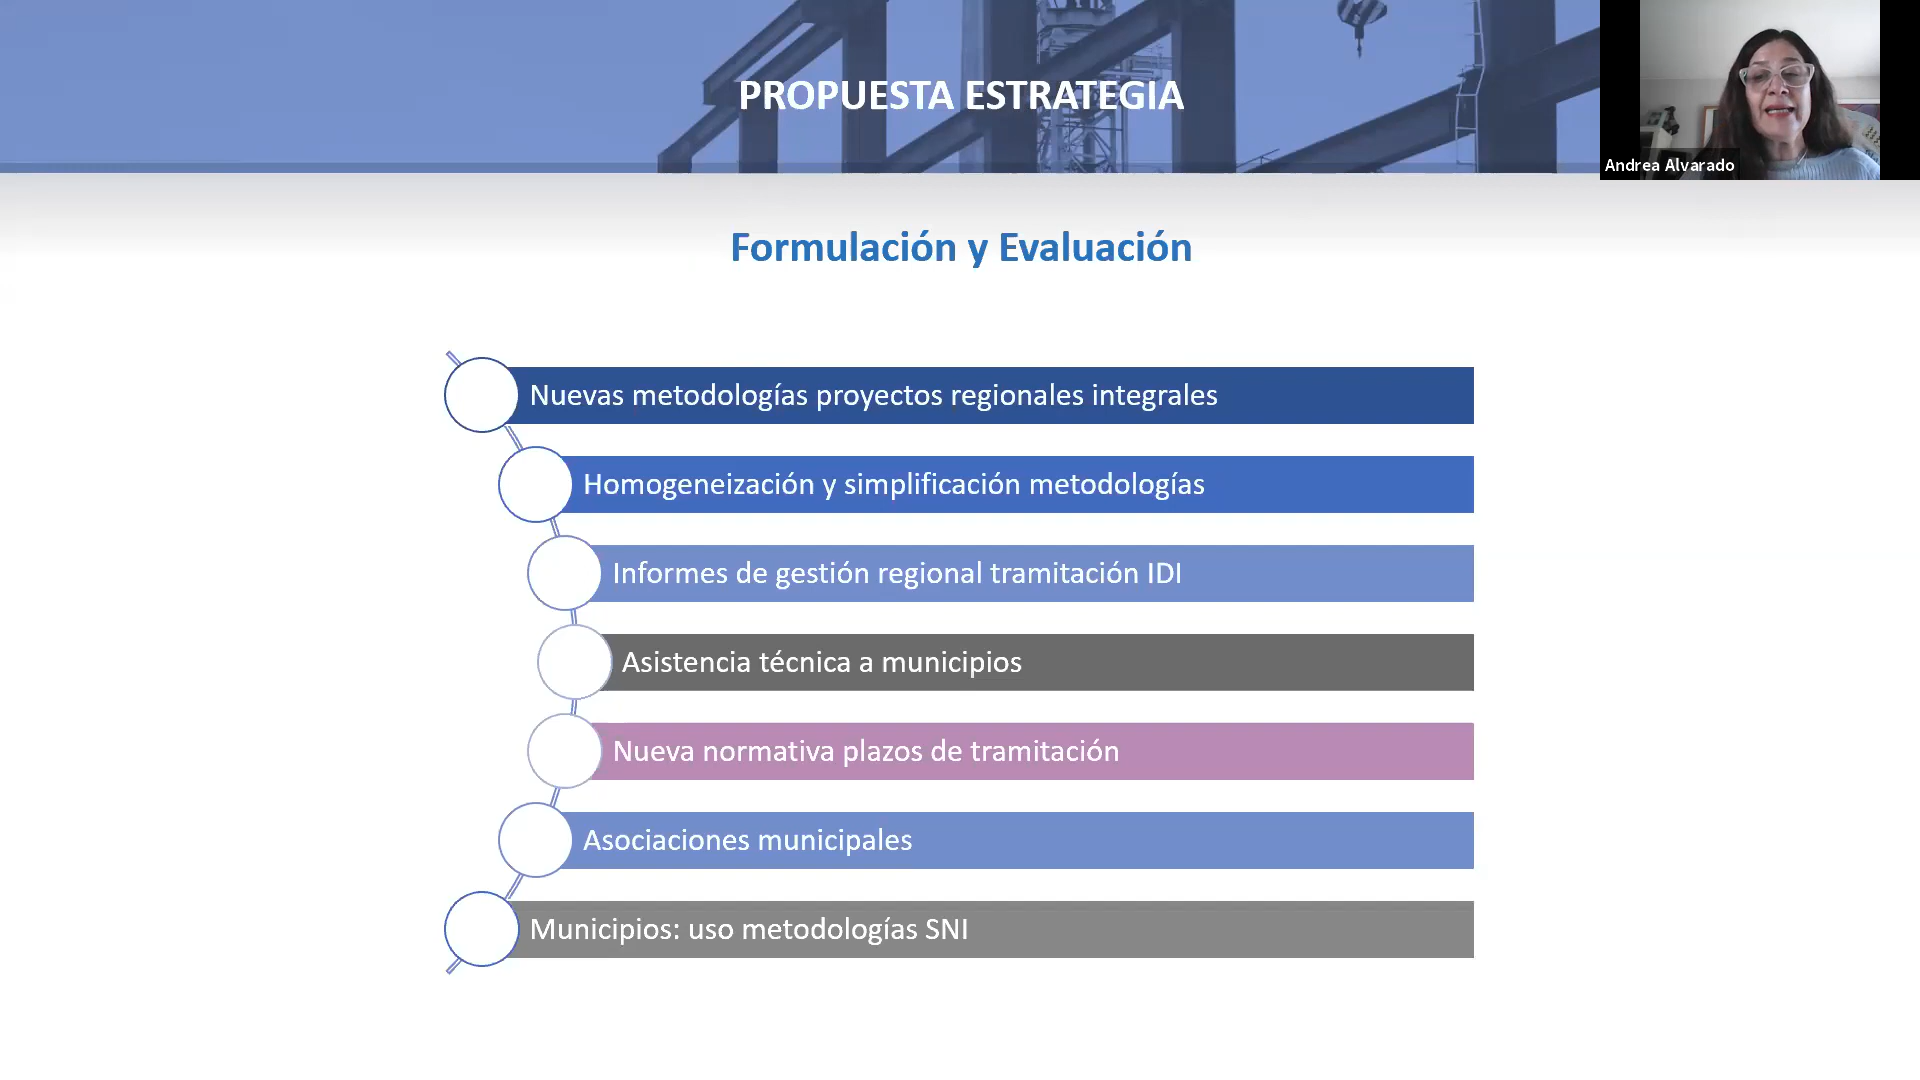 PROPUESTA ESTRATEGIA
Andrea Alvarado
Formulación y Evaluación
Nuevas metodologías proyectos regionales integrales
Homogeneización y simplificación metodologías
Informes de gestión regional tramitación IDI
Asistencia técnica a municipios
Nueva normativa plazos de tramitación
Asociaciones municipales
Municipios: uso metodologías SNI